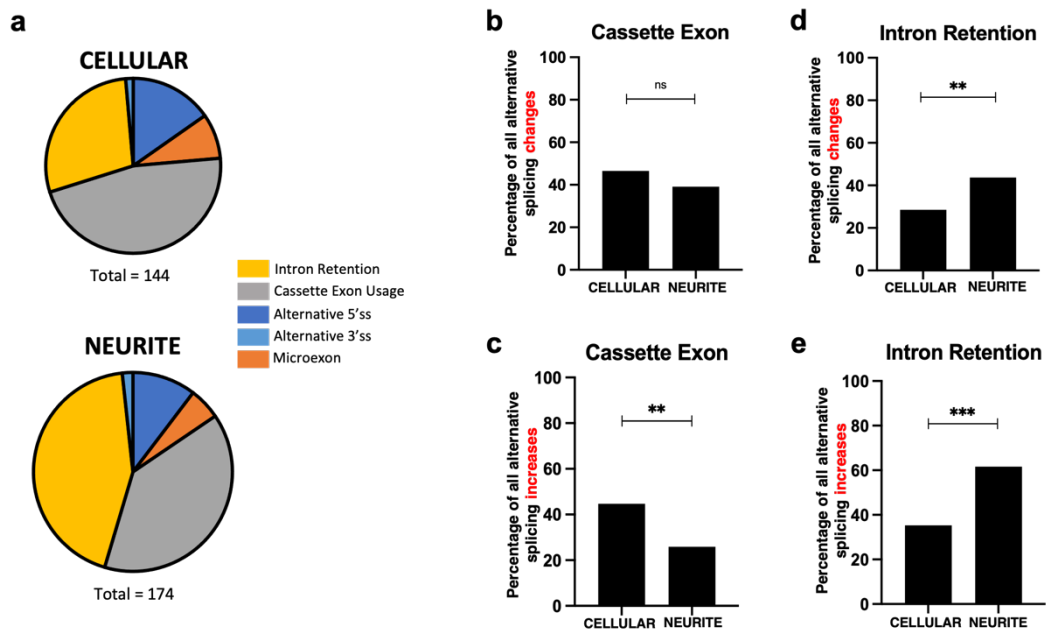 a
CELLULAR
Total = 144
Intron Retention
Cassette Exon Usage
Alternative 5'ss
Alternative 3'ss
Microexon
NEURITE
Total = 174
b
Cassette Exon
Percentage of all alternative
splicing changes
100
80
60
40
20
0
ns
CELLULAR NEURITE
d
Intron Retention
Percentage of all alternative
splicing changes
100
80
60
40
20
0
**
CELLULAR NEURITE
c
Cassette Exon
Percentage of all alternative
splicing increases
100
80
60
40
20
0
**
CELLULAR NEURITE
e
Intron Retention
Percentage of all alternative
splicing increases
100
80
60
40
20
0
***
CELLULAR NEURITE